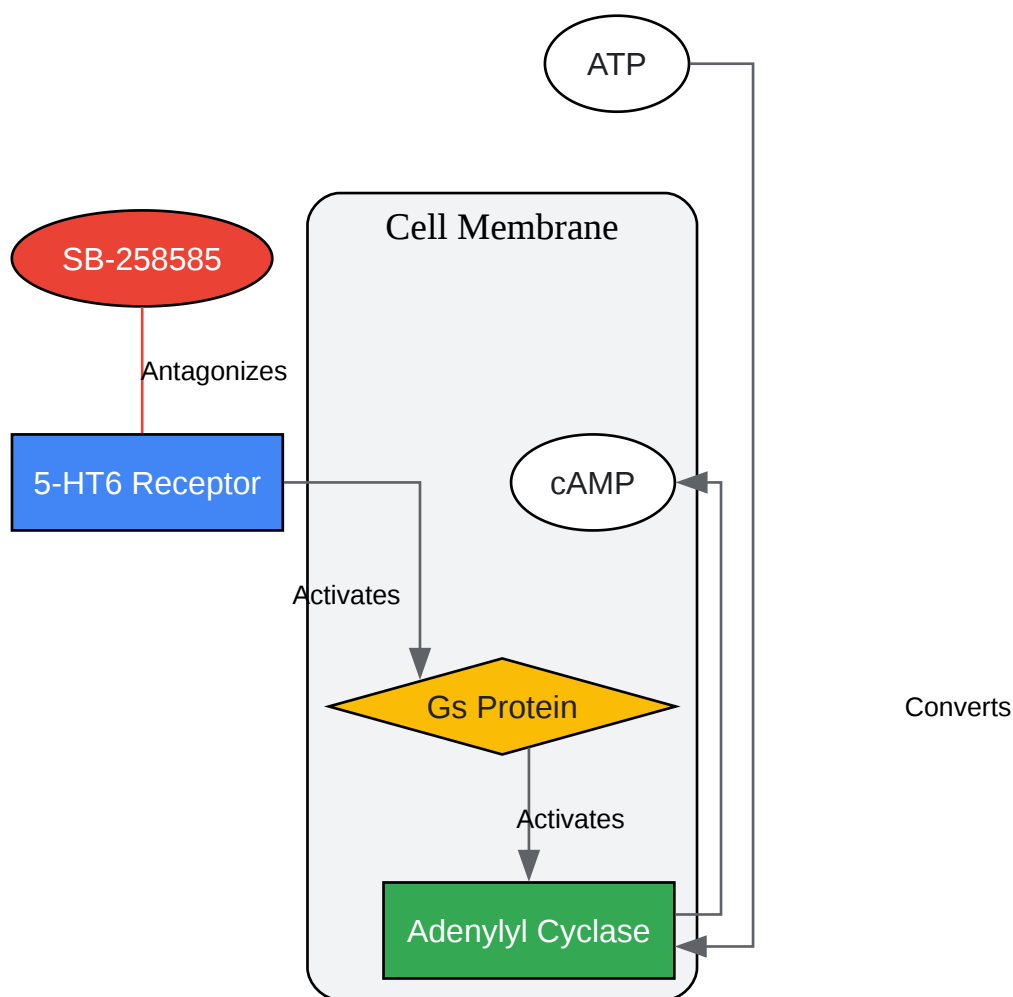 ATP
Cell Membrane
SB-258585
Antagonizes
5-HT6 Receptor
cAMP
Activates
Gs Protein
Converts
Activates
Adenylyl Cyclase